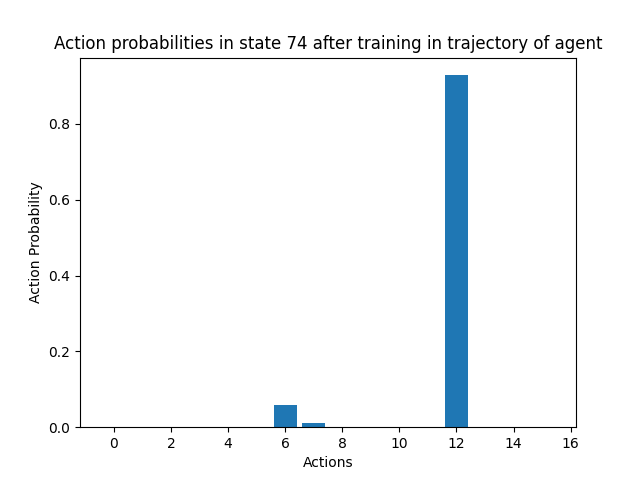 Action probabilities in state 74 after training in trajectory of agent
Action Probability
0.8
0.6
0.4
0.2
0.0
0 2 4 6 8 10 12 14 16
Actions